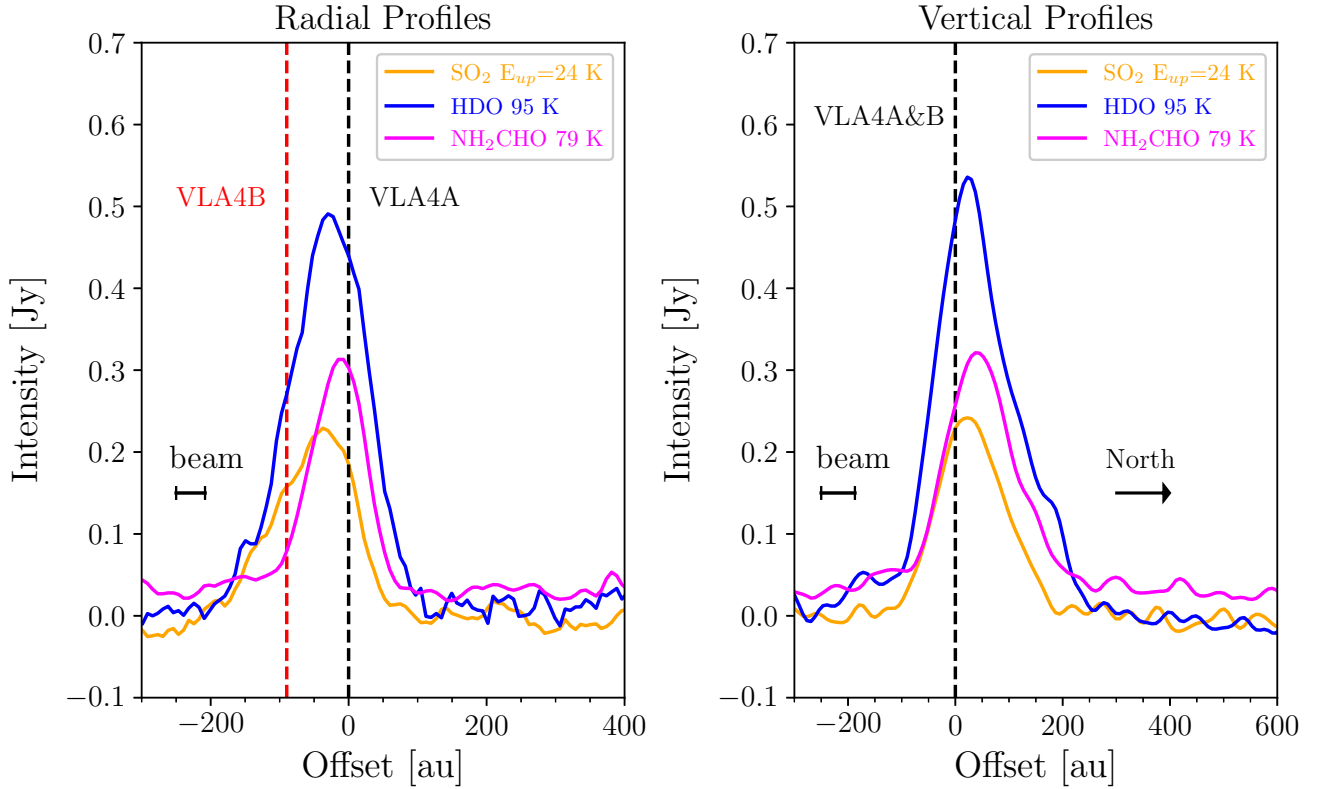 Radial Profiles
Intensity [Jy]
0.7
0.6
0.5
0.4
0.3
0.2
0.1
0.0
−0.1
SO₂ E_up=24 K
HDO 95 K
NH₂CHO 79 K
VLA4B
VLA4A
beam
−200
0
200
400
Offset [au]
Vertical Profiles
Intensity [Jy]
0.7
0.6
0.5
0.4
0.3
0.2
0.1
0.0
−0.1
SO₂ E_up=24 K
HDO 95 K
NH₂CHO 79 K
VLA4A&B
beam
North
−200
0
200
400
600
Offset [au]